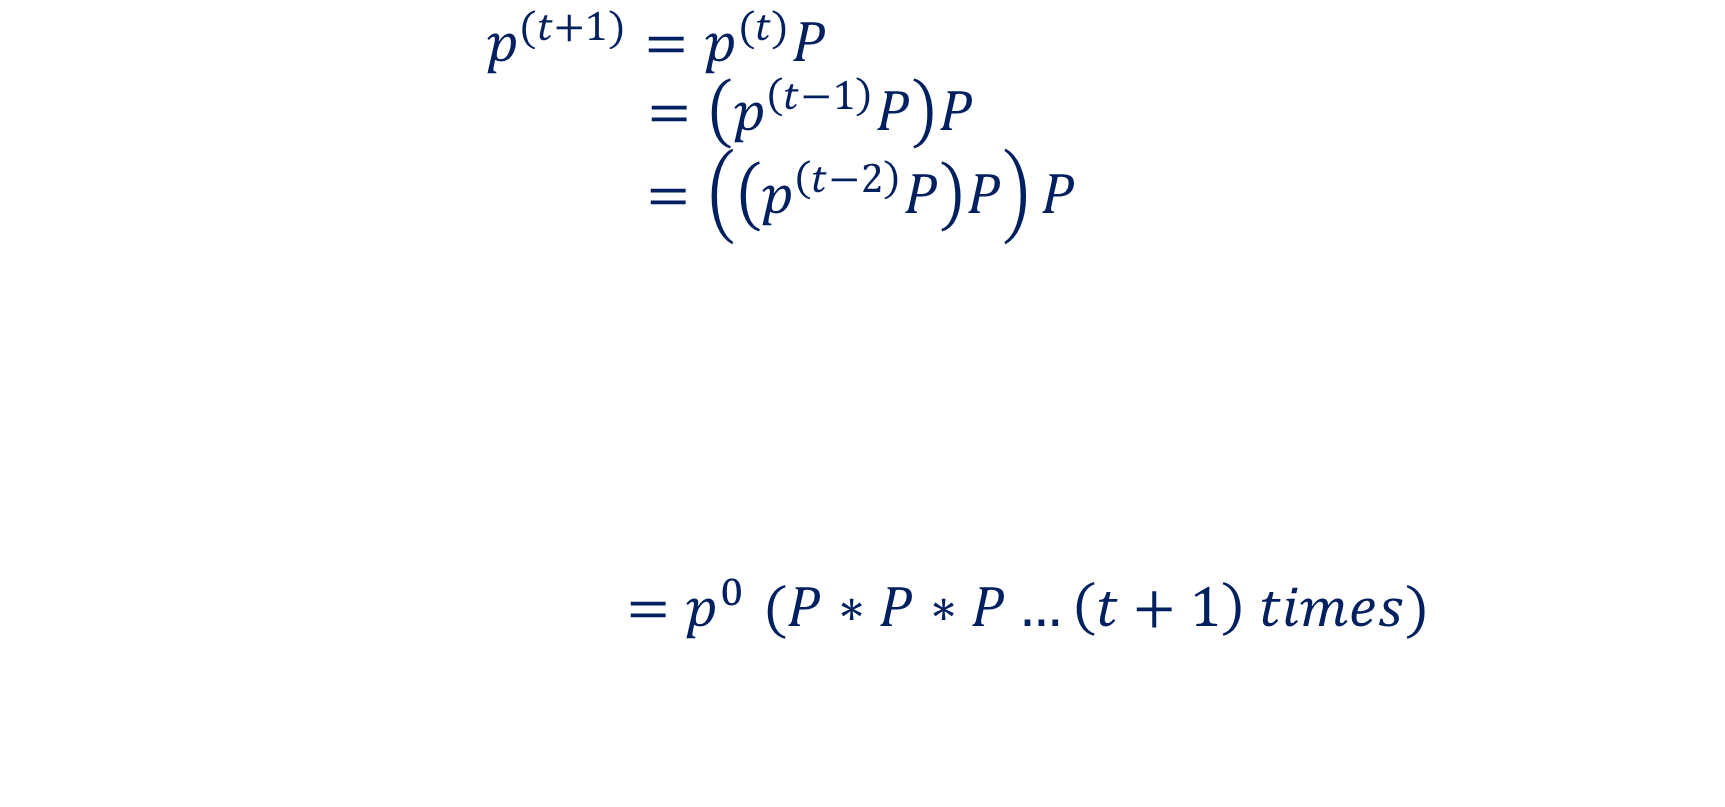 p^(t+1) = p^(t)P
= (p^(t−1)P)P
= ((p^(t−2)P)P) P
= p^0 (P ∗ P ∗ P … (t + 1) times)